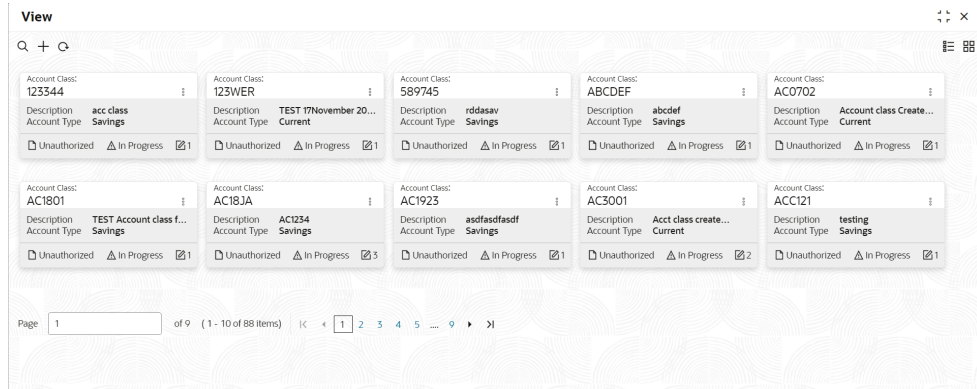 View
Account Class:
123344
Description acc class
Account Type Savings
Unauthorized In Progress 1
Account Class:
123WER
Description TEST 17November 20...
Account Type Current
Unauthorized In Progress 1
Account Class:
589745
Description rddasav
Account Type Savings
Unauthorized In Progress 1
Account Class:
ABCDEF
Description abcdef
Account Type Savings
Unauthorized In Progress 1
Account Class:
AC0702
Description Account class Create...
Account Type Current
Unauthorized In Progress 1
Account Class:
AC1801
Description TEST Account class f...
Account Type Savings
Unauthorized In Progress 1
Account Class:
AC18JA
Description AC1234
Account Type Savings
Unauthorized In Progress 3
Account Class:
AC1923
Description asdfasdfasdf
Account Type Savings
Unauthorized In Progress 1
Account Class:
AC3001
Description Acct class create...
Account Type Current
Unauthorized In Progress 2
Account Class:
ACC121
Description testing
Account Type Savings
Unauthorized In Progress 1
Page 1 of 9 ( 1 - 10 of 88 items) 1 2 3 4 5 .... 9